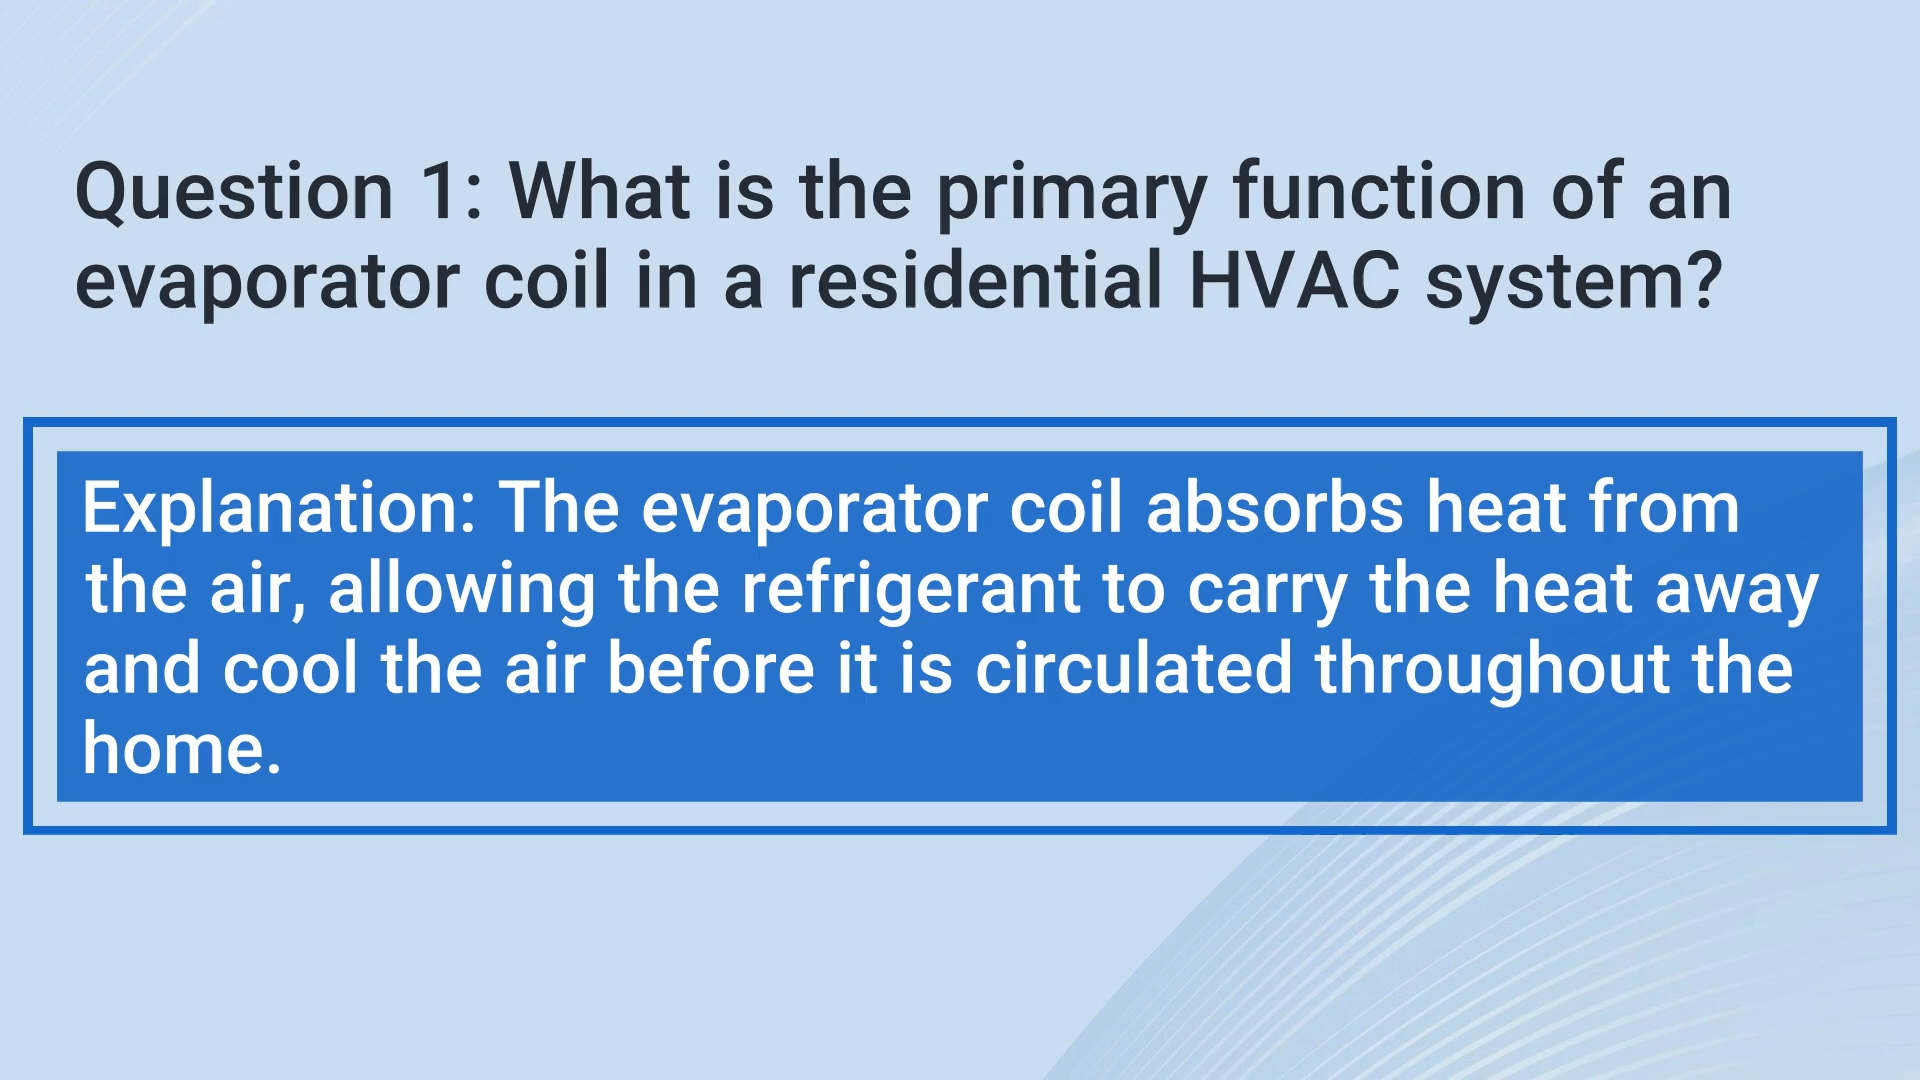 Question 1: What is the primary function of an
evaporator coil in a residential HVAC system?
Explanation: The evaporator coil absorbs heat from
the air, allowing the refrigerant to carry the heat away
and cool the air before it is circulated throughout the
home.